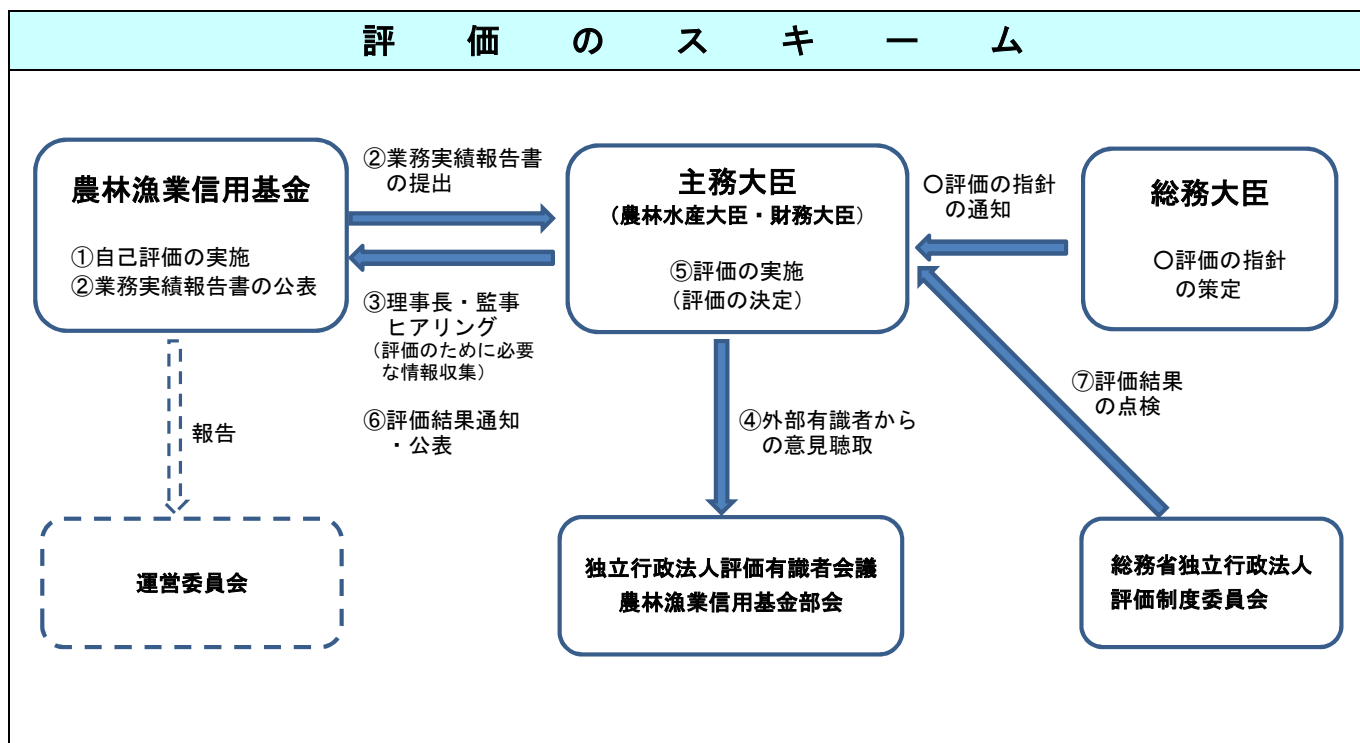 評価のスキーム
農林漁業信用基金
①自己評価の実施
②業務実績報告書の公表
②業務実績報告書
の提出
③理事長・監事
ヒアリング
（評価のために必要
な情報収集）
⑥評価結果通知
・公表
主務大臣
（農林水産大臣・財務大臣）
⑤評価の実施
（評価の決定）
〇評価の指針
の通知
総務大臣
〇評価の指針
の策定
報告
④外部有識者から
の意見聴取
⑦評価結果
の点検
運営委員会
独立行政法人評価有識者会議
農林漁業信用基金部会
総務省独立行政法人
評価制度委員会